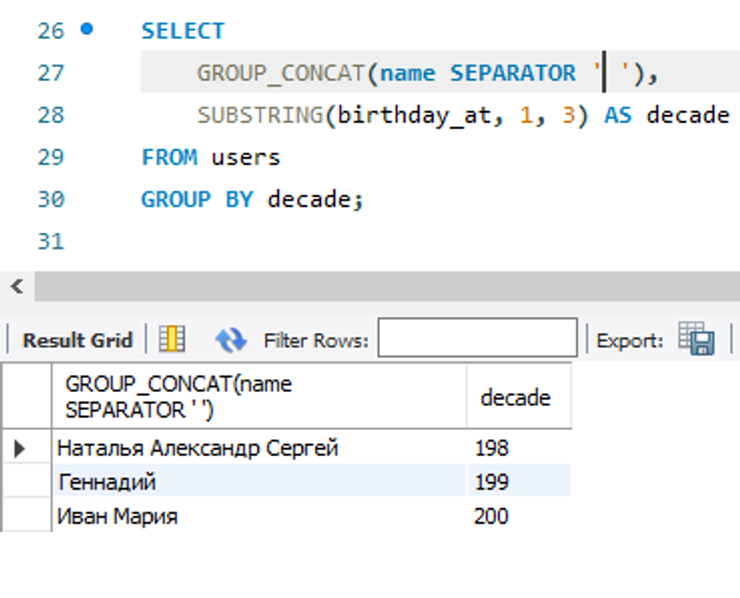 26 SELECT
27 GROUP_CONCAT(name SEPARATOR ' '),
28 SUBSTRING(birthday_at, 1, 3) AS decade
29 FROM users
30 GROUP BY decade;
31
Result Grid Filter Rows: Export:
GROUP_CONCAT(name
SEPARATOR ' ') decade
Наталья Александр Сергей 198
Геннадий 199
Иван Мария 200